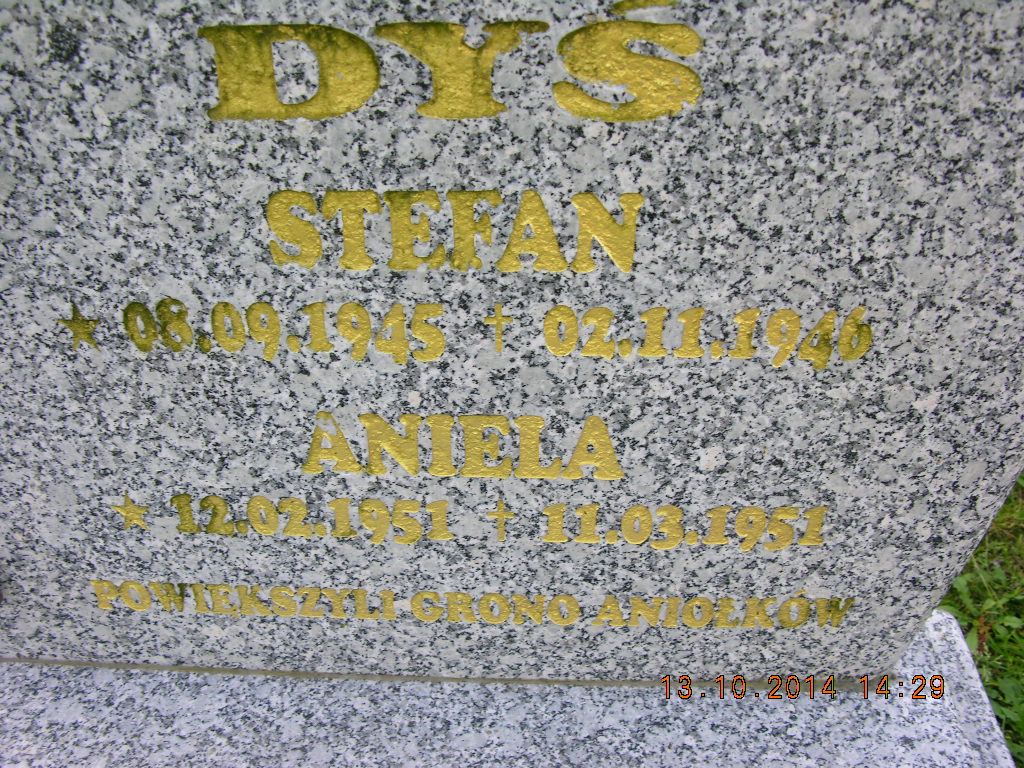 DYŚ
STEFAN
★ 08.09.1945 † 02.11.1946
ANIELA
★ 12.02.1951 † 11.03.1951
POWIĘKSZYLI GRONO ANIOŁKÓW
13.10.2014 14:29